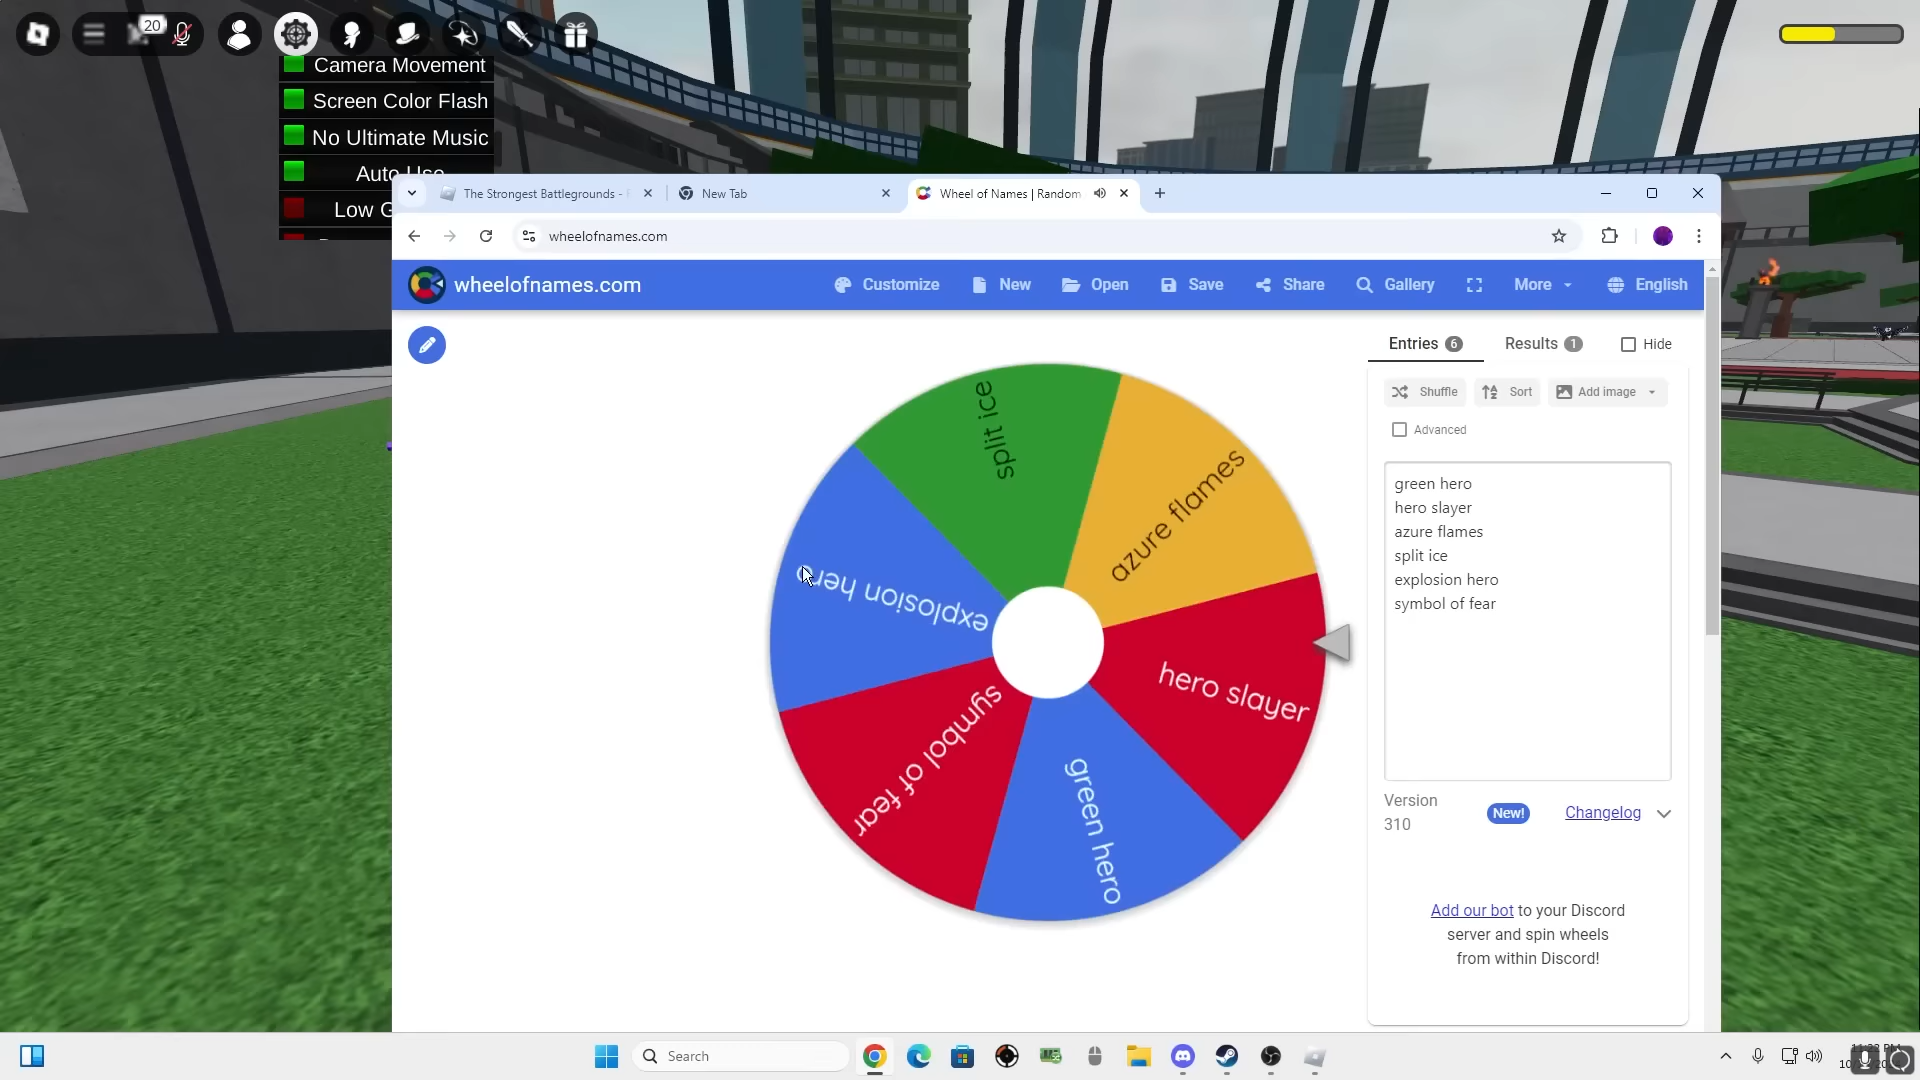 20
Camera Movement
Screen Color Flash
No Ultimate Music
Auto Use
Low G
The Strongest Battlegrounds -
New Tab
Wheel of Names | Random
wheelofnames.com
wheelofnames.com
Customize
New
Open
Save
Share
Gallery
More
English
Entries 6
Results 1
Hide
Shuffle
Sort
Add image
Advanced
green hero
hero slayer
azure flames
split ice
explosion hero
symbol of fear
split ice
azure flames
hero slayer
green hero
symbol of fear
explosion hero
Version
310
New!
Changelog
Add our bot to your Discord
server and spin wheels
from within Discord!
Search